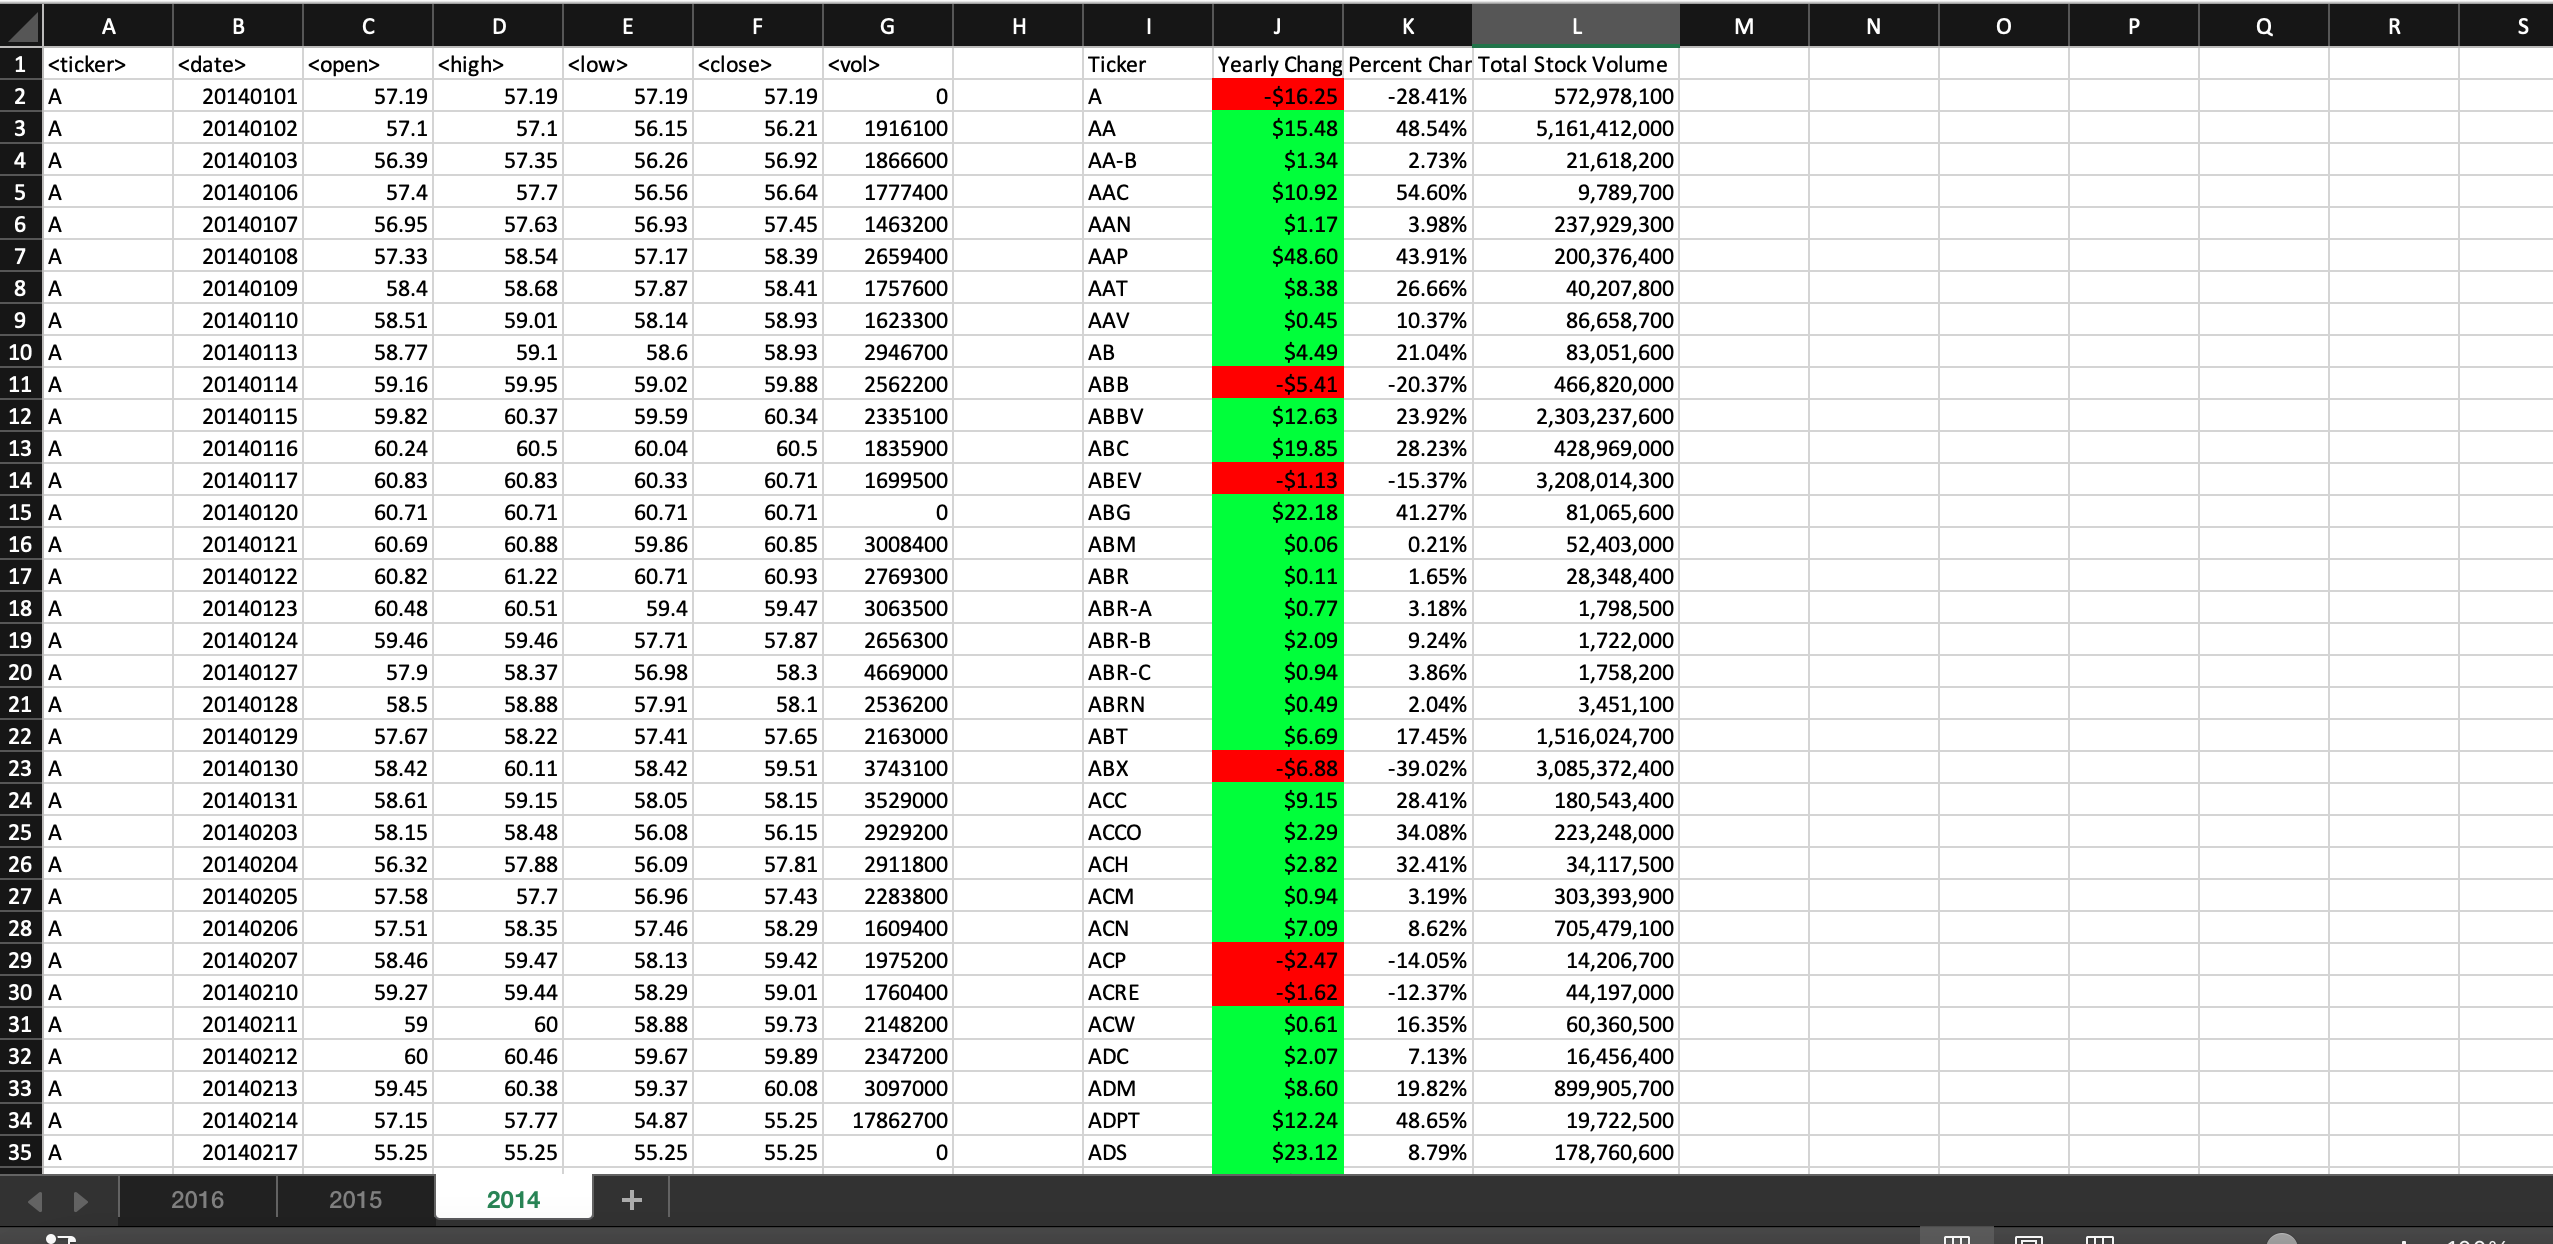 A B C D E F G H I J K L M N O P Q R S
1 <ticker> <date> <open> <high> <low> <close> <vol> Ticker Yearly Chang Percent Char Total Stock Volume
2 A 20140101 57.19 57.19 57.19 57.19 0 A -$16.25 -28.41% 572,978,100
3 A 20140102 57.1 57.1 56.15 56.21 1916100 AA $15.48 48.54% 5,161,412,000
4 A 20140103 56.39 57.35 56.26 56.92 1866600 AA-B $1.34 2.73% 21,618,200
5 A 20140106 57.4 57.7 56.56 56.64 1777400 AAC $10.92 54.60% 9,789,700
6 A 20140107 56.95 57.63 56.93 57.45 1463200 AAN $1.17 3.98% 237,929,300
7 A 20140108 57.33 58.54 57.17 58.39 2659400 AAP $48.60 43.91% 200,376,400
8 A 20140109 58.4 58.68 57.87 58.41 1757600 AAT $8.38 26.66% 40,207,800
9 A 20140110 58.51 59.01 58.14 58.93 1623300 AAV $0.45 10.37% 86,658,700
10 A 20140113 58.77 59.1 58.6 58.93 2946700 AB $4.49 21.04% 83,051,600
11 A 20140114 59.16 59.95 59.02 59.88 2562200 ABB -$5.41 -20.37% 466,820,000
12 A 20140115 59.82 60.37 59.59 60.34 2335100 ABBV $12.63 23.92% 2,303,237,600
13 A 20140116 60.24 60.5 60.04 60.5 1835900 ABC $19.85 28.23% 428,969,000
14 A 20140117 60.83 60.83 60.33 60.71 1699500 ABEV -$1.13 -15.37% 3,208,014,300
15 A 20140120 60.71 60.71 60.71 60.71 0 ABG $22.18 41.27% 81,065,600
16 A 20140121 60.69 60.88 59.86 60.85 3008400 ABM $0.06 0.21% 52,403,000
17 A 20140122 60.82 61.22 60.71 60.93 2769300 ABR $0.11 1.65% 28,348,400
18 A 20140123 60.48 60.51 59.4 59.47 3063500 ABR-A $0.77 3.18% 1,798,500
19 A 20140124 59.46 59.46 57.71 57.87 2656300 ABR-B $2.09 9.24% 1,722,000
20 A 20140127 57.9 58.37 56.98 58.3 4669000 ABR-C $0.94 3.86% 1,758,200
21 A 20140128 58.5 58.88 57.91 58.1 2536200 ABRN $0.49 2.04% 3,451,100
22 A 20140129 57.67 58.22 57.41 57.65 2163000 ABT $6.69 17.45% 1,516,024,700
23 A 20140130 58.42 60.11 58.42 59.51 3743100 ABX -$6.88 -39.02% 3,085,372,400
24 A 20140131 58.61 59.15 58.05 58.15 3529000 ACC $9.15 28.41% 180,543,400
25 A 20140203 58.15 58.48 56.08 56.15 2929200 ACCO $2.29 34.08% 223,248,000
26 A 20140204 56.32 57.88 56.09 57.81 2911800 ACH $2.82 32.41% 34,117,500
27 A 20140205 57.58 57.7 56.96 57.43 2283800 ACM $0.94 3.19% 303,393,900
28 A 20140206 57.51 58.35 57.46 58.29 1609400 ACN $7.09 8.62% 705,479,100
29 A 20140207 58.46 59.47 58.13 59.42 1975200 ACP -$2.47 -14.05% 14,206,700
30 A 20140210 59.27 59.44 58.29 59.01 1760400 ACRE -$1.62 -12.37% 44,197,000
31 A 20140211 59 60 58.88 59.73 2148200 ACW $0.61 16.35% 60,360,500
32 A 20140212 60 60.46 59.67 59.89 2347200 ADC $2.07 7.13% 16,456,400
33 A 20140213 59.45 60.38 59.37 60.08 3097000 ADM $8.60 19.82% 899,905,700
34 A 20140214 57.15 57.77 54.87 55.25 17862700 ADPT $12.24 48.65% 19,722,500
35 A 20140217 55.25 55.25 55.25 55.25 0 ADS $23.12 8.79% 178,760,600
2016 2015 2014 +